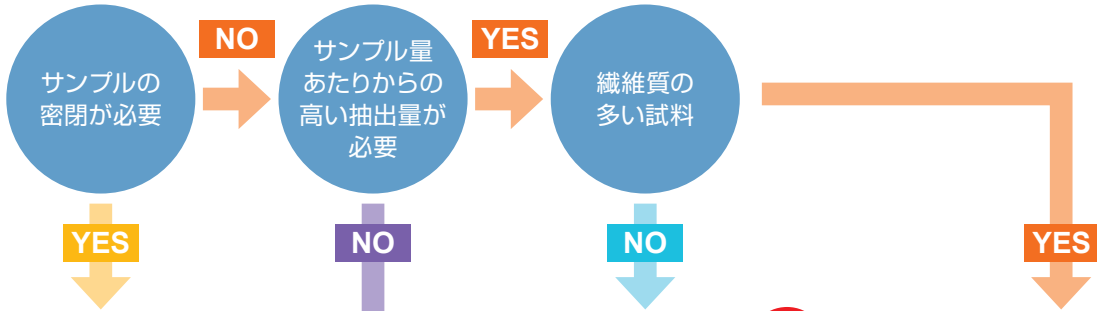 サンプルの
密閉が必要
NO
サンプル量
あたりからの
高い抽出量が
必要
YES
繊維質の
多い試料
YES
NO
NO
YES